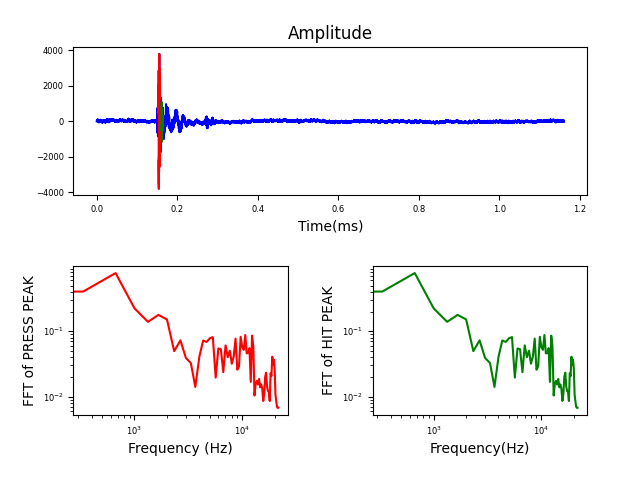 Amplitude
4000
2000
0
−2000
−4000
0.0 0.2 0.4 0.6 0.8 1.0 1.2
Time(ms)
FFT of PRESS PEAK
10⁻¹
10⁻²
10³ 10⁴
Frequency (Hz)
FFT of HIT PEAK
10⁻¹
10⁻²
10³ 10⁴
Frequency(Hz)